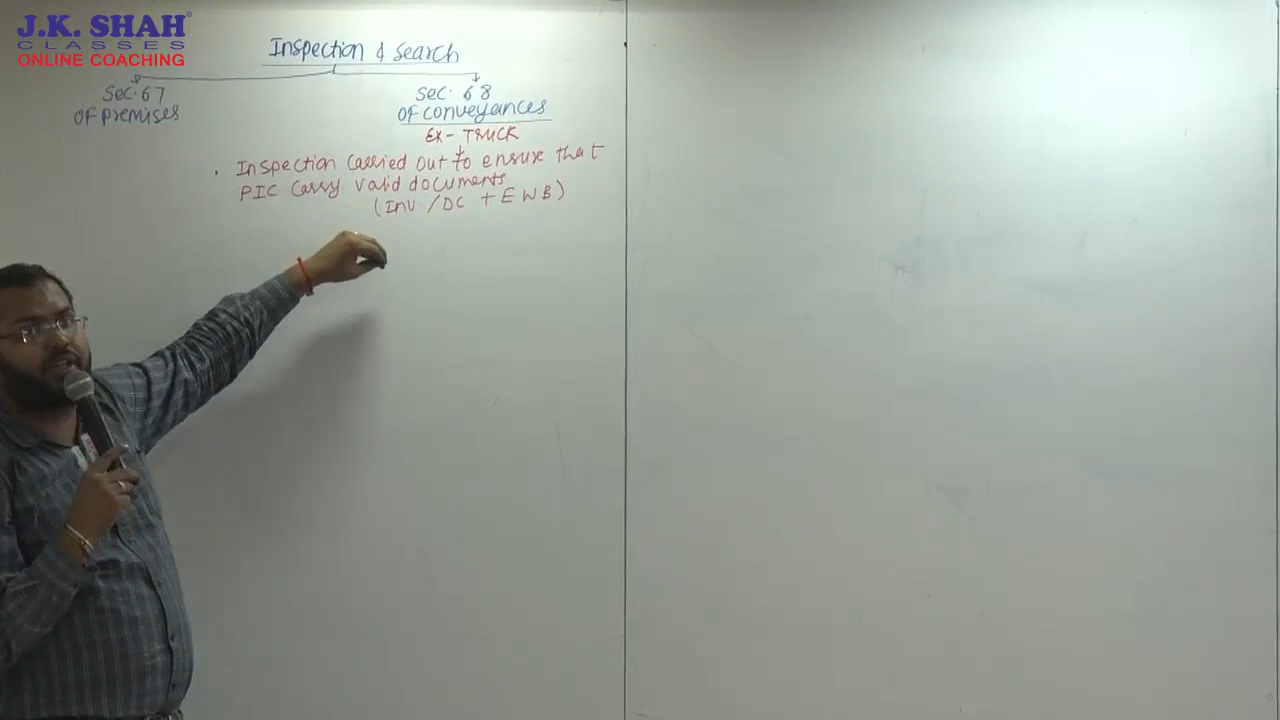 J.K. SHAH®
CLASSES
ONLINE COACHING
Inspection & Search
Sec. 67
OF Premises
Sec. 68
OF conveyances
Ex - TRUCK
. Inspection carried out to ensure that
PIC carry valid documents
(Inv. / DC + E W B)